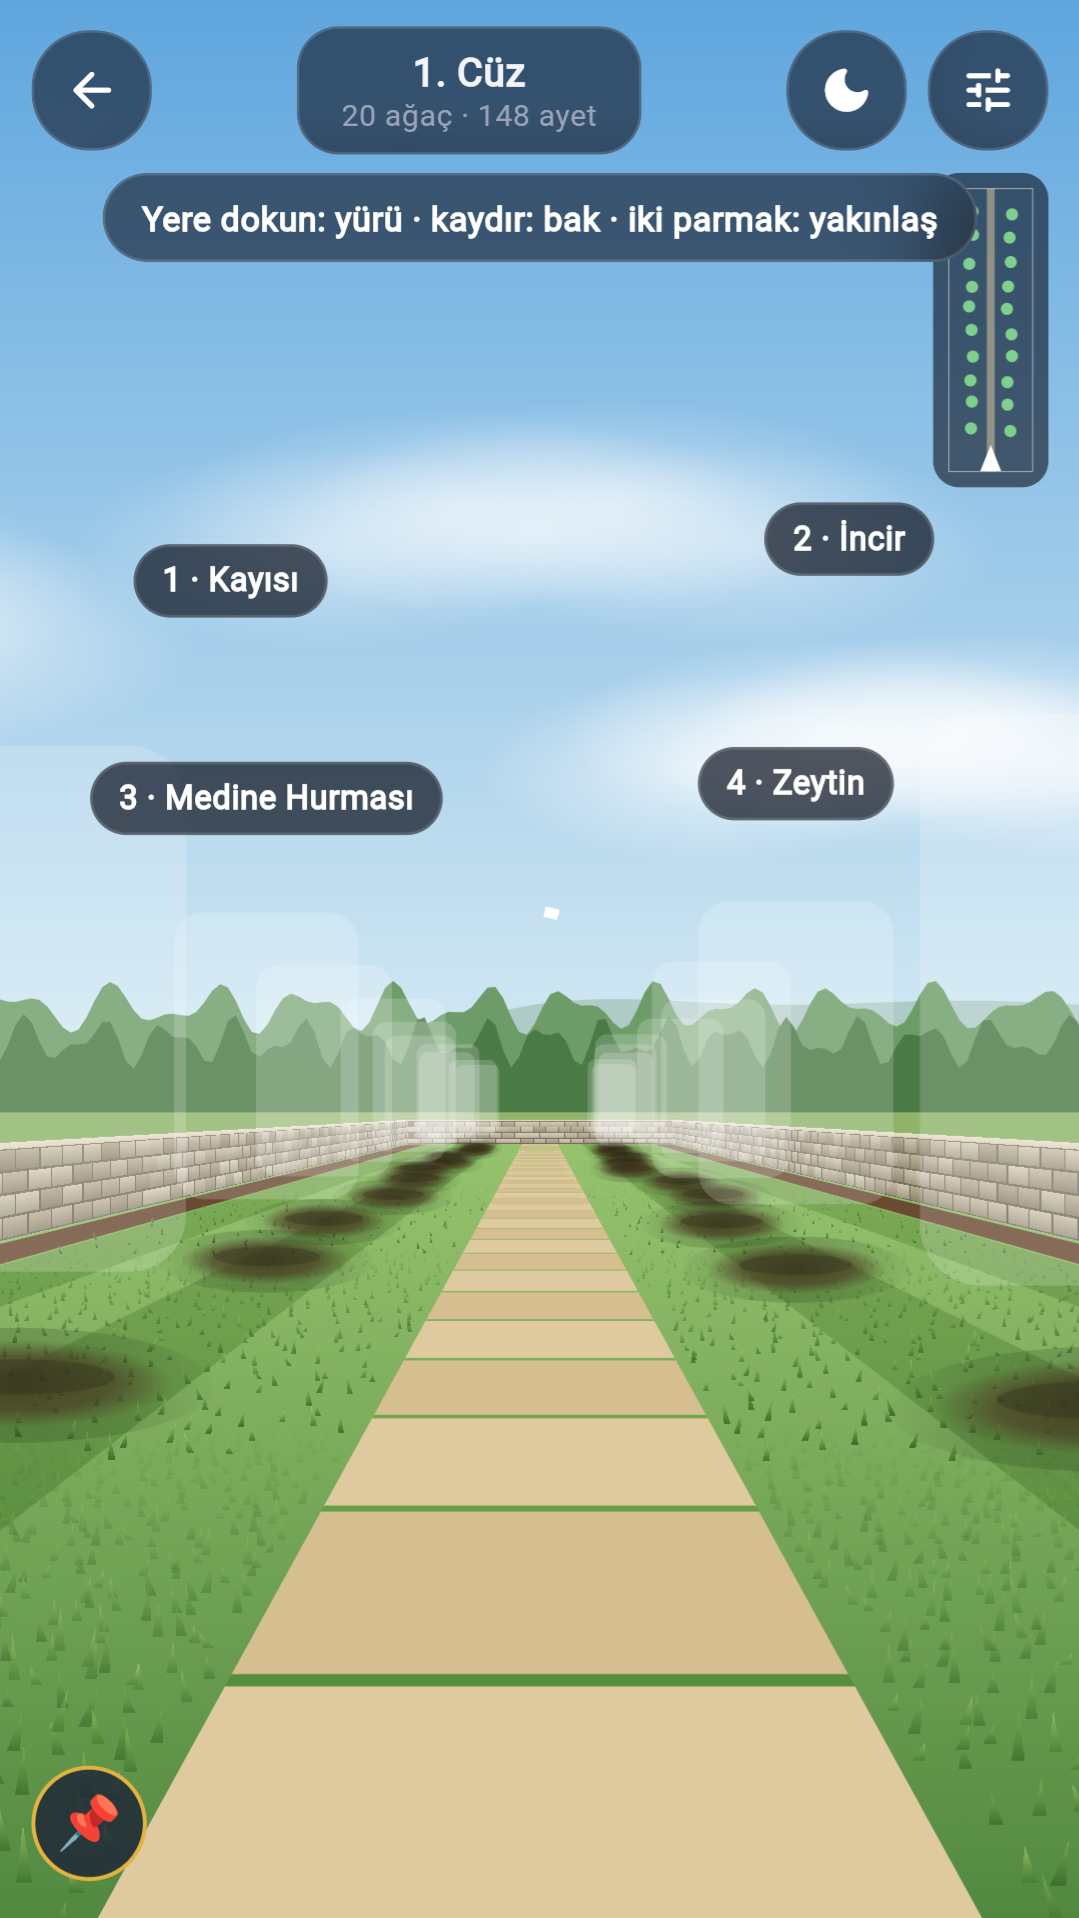 1. Cüz
20 ağaç · 148 ayet
Yere dokun: yürü · kaydır: bak · iki parmak: yakınlaş
2 · İncir
1 · Kayısı
4 · Zeytin
3 · Medine Hurması